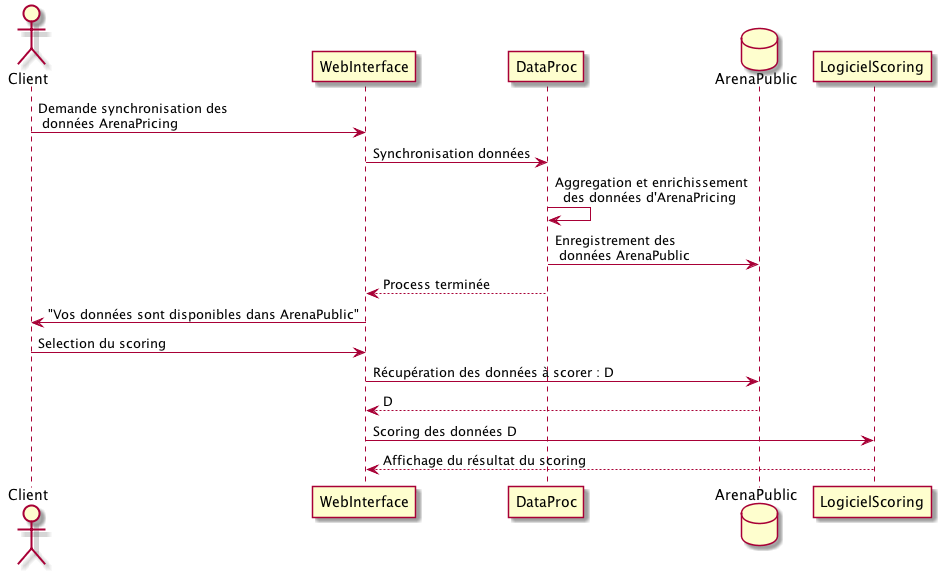 Client
WebInterface
DataProc
ArenaPublic
LogicielScoring
Demande synchronisation des
données ArenaPricing
Synchronisation données
Aggregation et enrichissement
des données d'ArenaPricing
Enregistrement des
données ArenaPublic
Process terminée
"Vos données sont disponibles dans ArenaPublic"
Selection du scoring
Récupération des données à scorer : D
D
Scoring des données D
Affichage du résultat du scoring
Client
WebInterface
DataProc
ArenaPublic
LogicielScoring